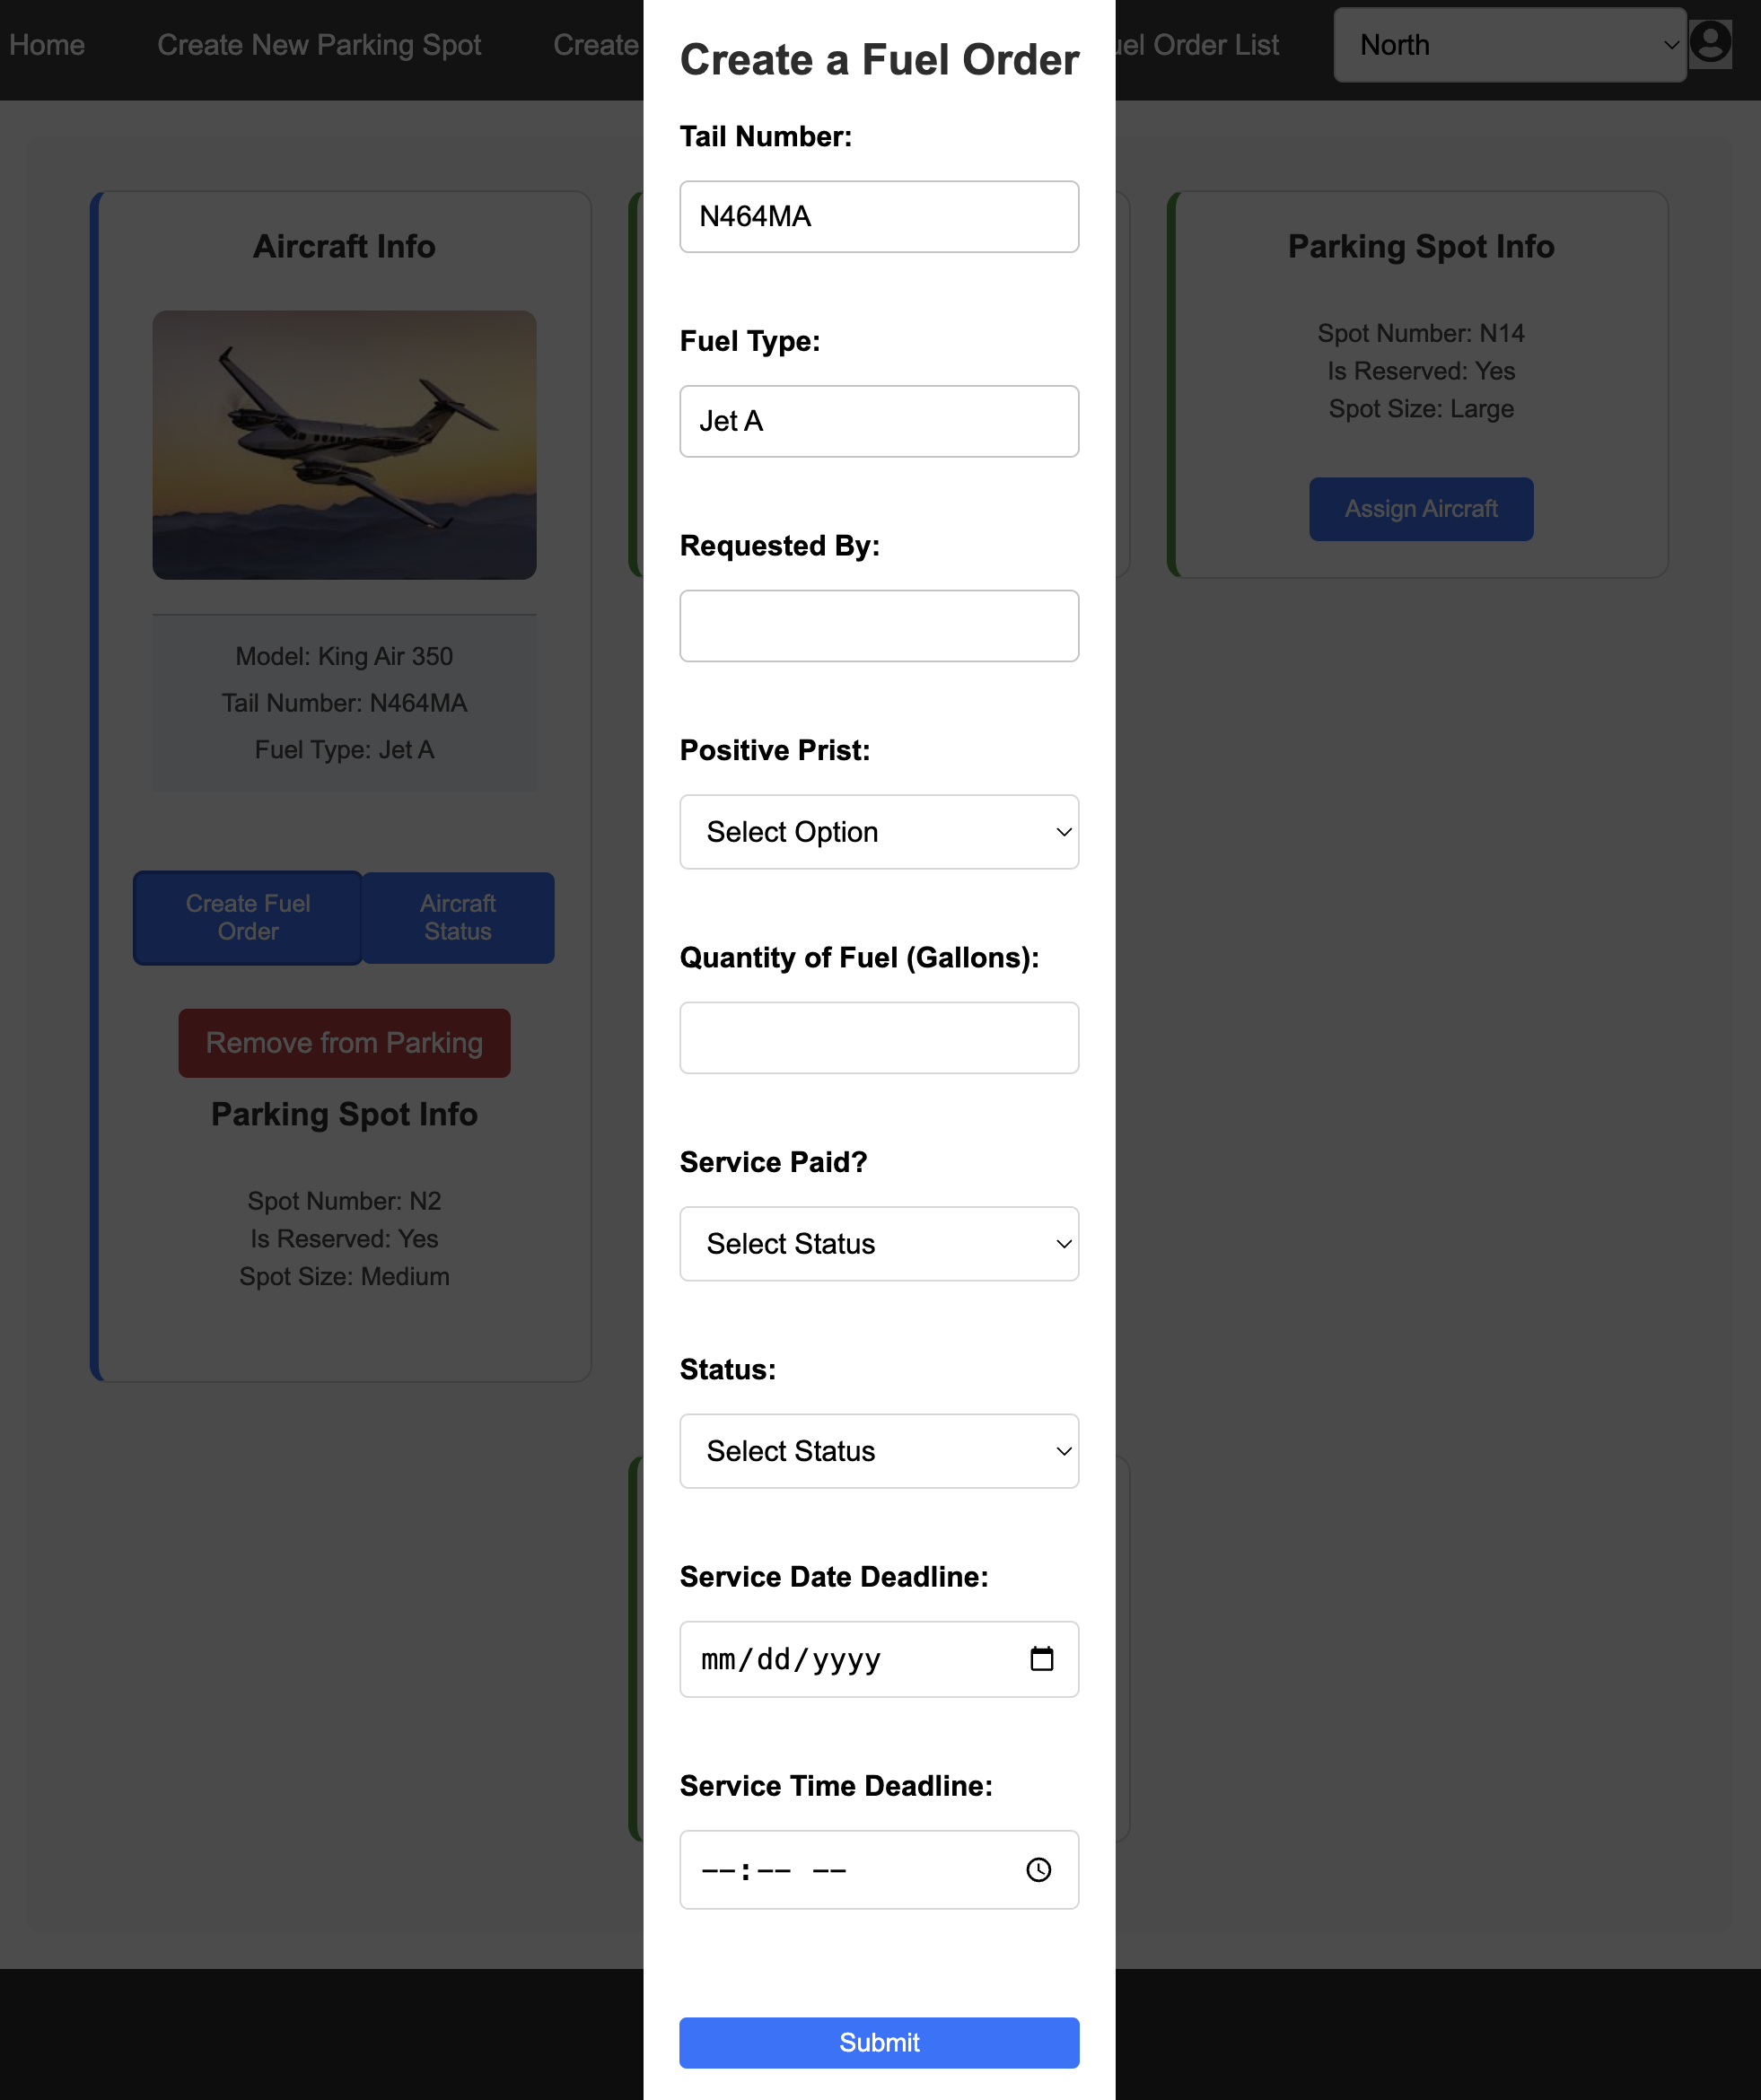 Home
Create New Parking Spot
Create
uel Order List
North
Create a Fuel Order
Tail Number:
N464MA
Fuel Type:
Jet A
Requested By:
Positive Prist:
Select Option
Quantity of Fuel (Gallons):
Service Paid?
Select Status
Status:
Select Status
Service Date Deadline:
mm/dd/yyyy
Service Time Deadline:
--:-- --
Submit
Aircraft Info
Model: King Air 350
Tail Number: N464MA
Fuel Type: Jet A
Create Fuel
Order
Aircraft
Status
Remove from Parking
Parking Spot Info
Spot Number: N2
Is Reserved: Yes
Spot Size: Medium
Parking Spot Info
Spot Number: N14
Is Reserved: Yes
Spot Size: Large
Assign Aircraft